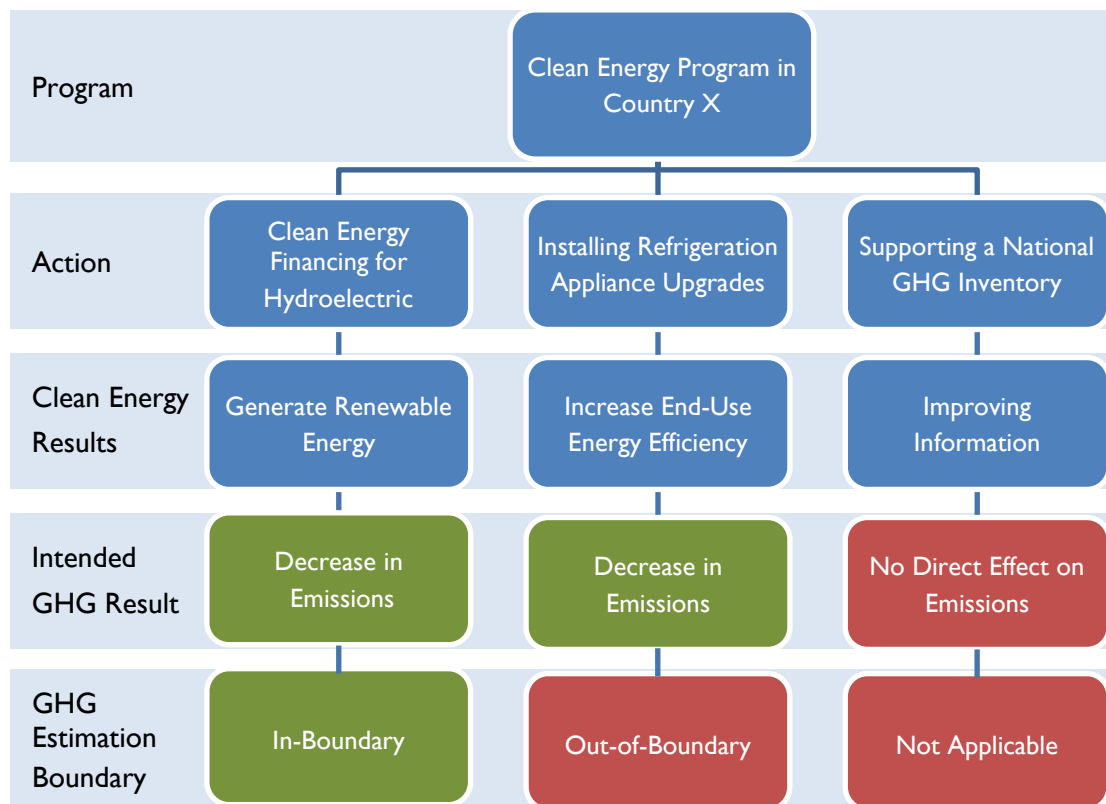 Program
Clean Energy Program in
Country X
Action
Clean Energy
Financing for
Hydroelectric
Installing Refrigeration
Appliance Upgrades
Supporting a National
GHG Inventory
Clean Energy
Results
Generate Renewable
Energy
Increase End-Use
Energy Efficiency
Improving
Information
Intended
GHG Result
Decrease in
Emissions
Decrease in
Emissions
No Direct Effect on
Emissions
GHG
Estimation
Boundary
In-Boundary
Out-of-Boundary
Not Applicable